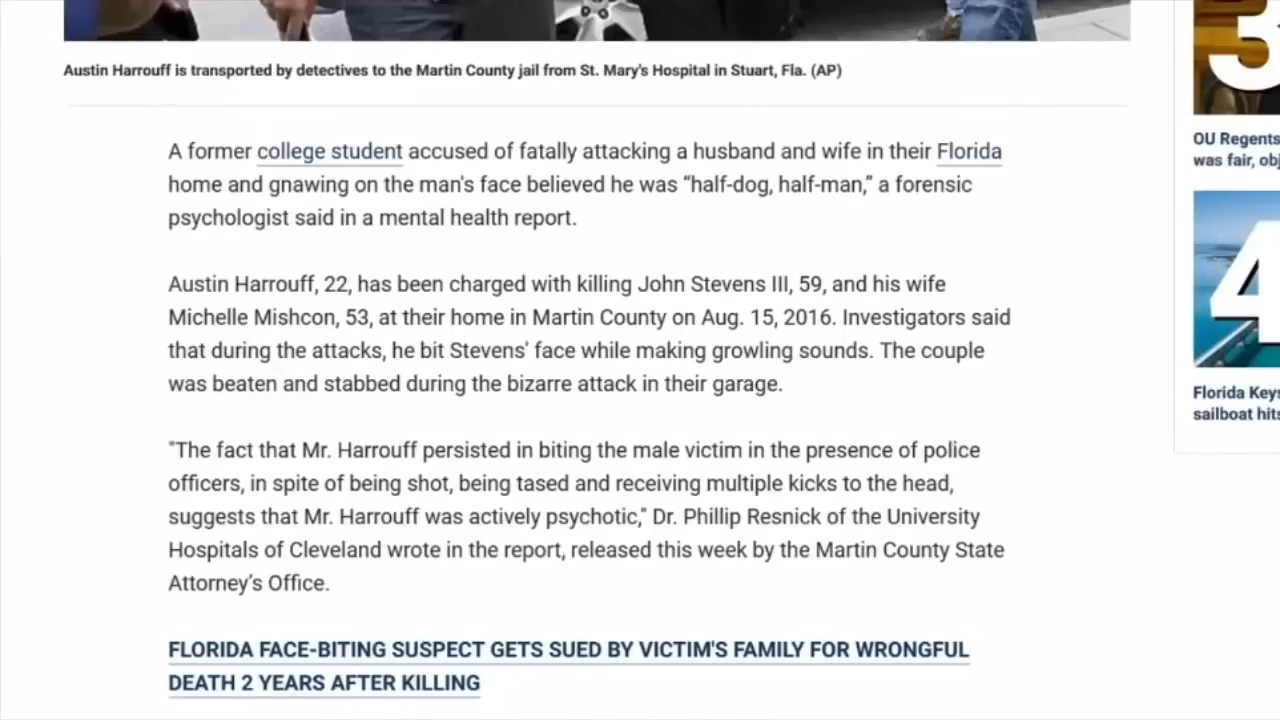 Austin Harrouff is transported by detectives to the Martin County jail from St. Mary's Hospital in Stuart, Fla. (AP)
A former college student accused of fatally attacking a husband and wife in their Florida
home and gnawing on the man's face believed he was “half-dog, half-man,” a forensic
psychologist said in a mental health report.
Austin Harrouff, 22, has been charged with killing John Stevens III, 59, and his wife
Michelle Mishcon, 53, at their home in Martin County on Aug. 15, 2016. Investigators said
that during the attacks, he bit Stevens' face while making growling sounds. The couple
was beaten and stabbed during the bizarre attack in their garage.
"The fact that Mr. Harrouff persisted in biting the male victim in the presence of police
officers, in spite of being shot, being tased and receiving multiple kicks to the head,
suggests that Mr. Harrouff was actively psychotic," Dr. Phillip Resnick of the University
Hospitals of Cleveland wrote in the report, released this week by the Martin County State
Attorney’s Office.
FLORIDA FACE-BITING SUSPECT GETS SUED BY VICTIM'S FAMILY FOR WRONGFUL
DEATH 2 YEARS AFTER KILLING
3
OU Regents
was fair, obj
4
Florida Keys
sailboat hits